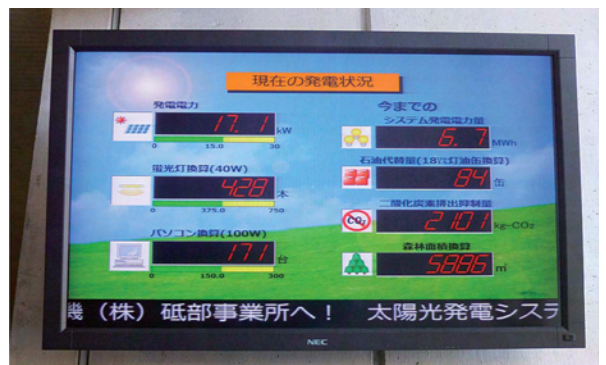 現在の発電状況
発電電力
17.1 kW
0 15.0 30
蛍光灯換算(40W)
428 本
0 375.0 750
パソコン換算(100W)
171 台
0 150.0 300
今までの
システム発電電力量
6.7 MWh
石油代替量(18㍑灯油缶換算)
84 缶
二酸化炭素排出抑制量
CO2
2101 kg-CO2
森林面積換算
5886 ㎡
機(株)砥部事業所へ! 太陽光発電システ
NEC